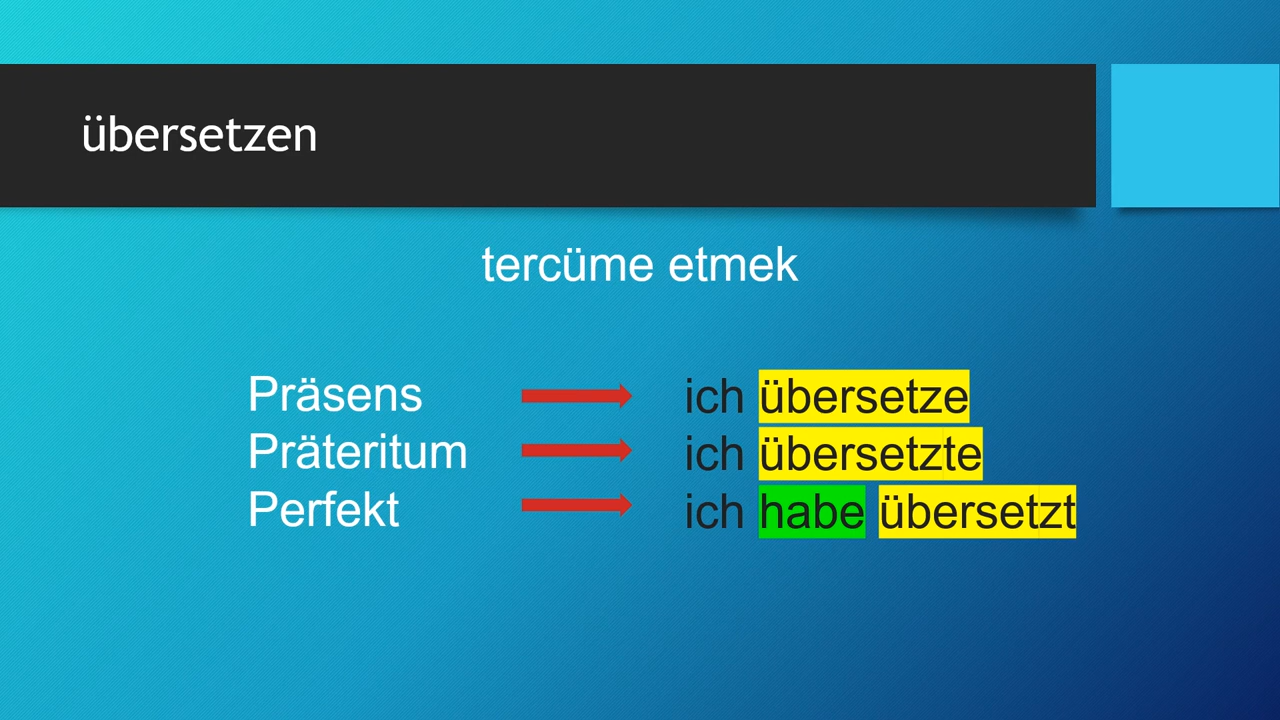 übersetzen
tercüme etmek
Präsens ich übersetze
Präteritum ich übersetzte
Perfekt ich habe übersetzt